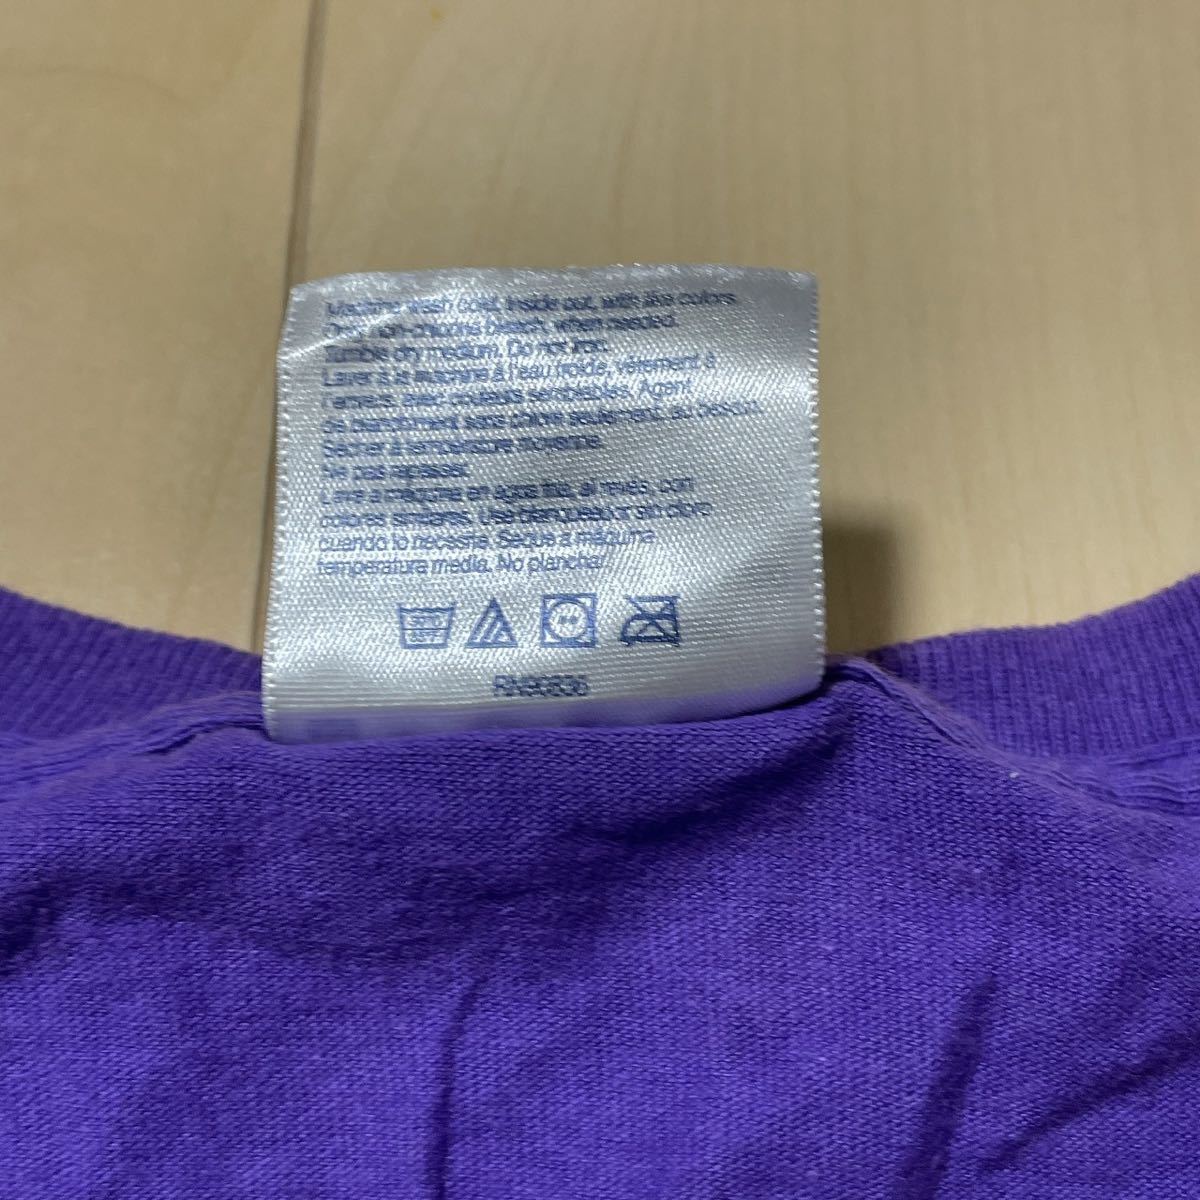 Machine wash cold, inside out, with like colors.
Only non-chlorine bleach, when needed.
Tumble dry medium. Do not iron.
Laver à la machine à l'eau froide, vêtement à
l'envers, avec couleurs semblables. Agent
de blanchiment sans chlore seulement, au besoin.
Sécher à température moyenne.
Ne pas repasser.
Lave a máquina en agua fria, al revés, con
colores similares. Use blanqueador sin cloro
cuando lo necesite. Seque a máquina
temperatura media. No planchar.
RN90836